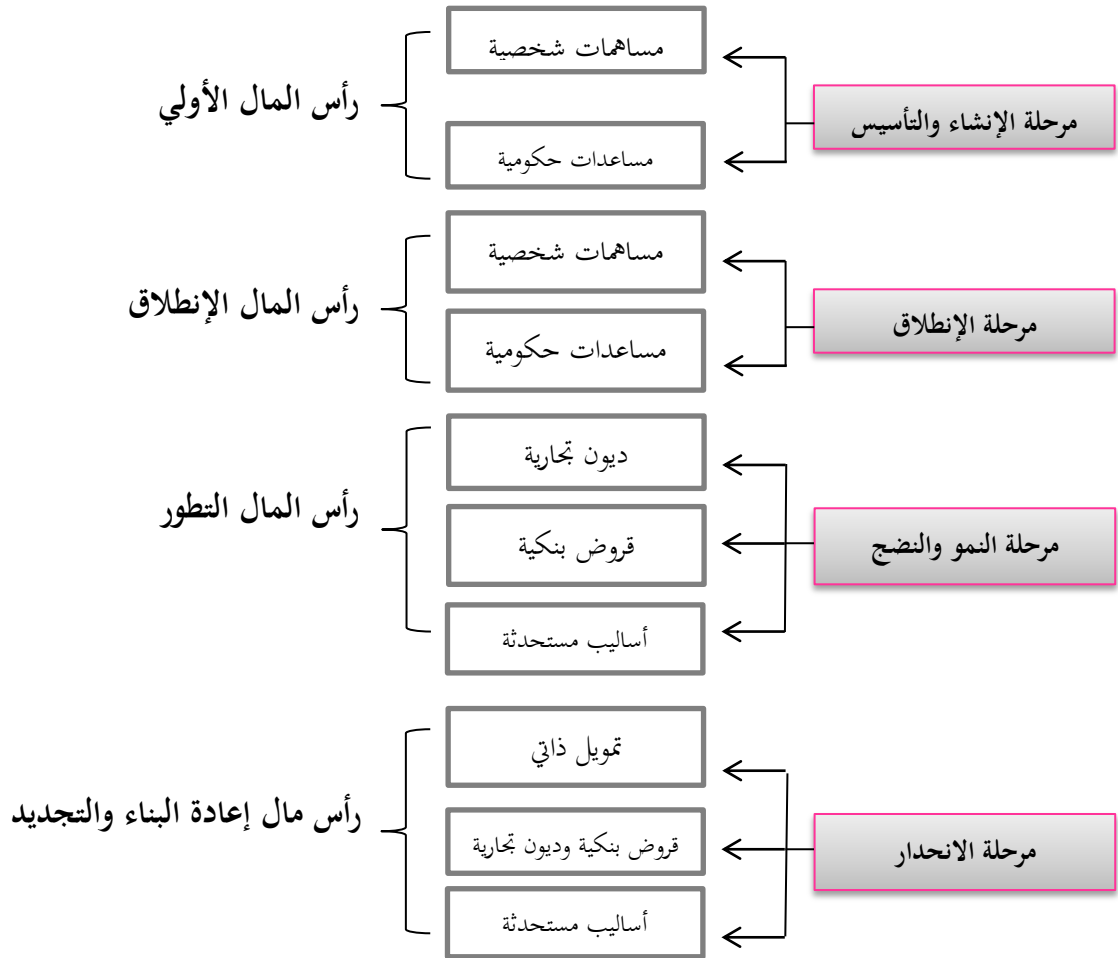 مرحلة الإنشاء والتأسيس
مساهمات شخصية
مساعدات حكومية
رأس المال الأولي
مرحلة الإنطلاق
مساهمات شخصية
مساعدات حكومية
رأس المال الإنطلاق
مرحلة النمو والنضج
ديون تجارية
قروض بنكية
أساليب مستحدثة
رأس المال التطور
مرحلة الانحدار
تمويل ذاتي
قروض بنكية وديون تجارية
أساليب مستحدثة
رأس مال إعادة البناء والتجديد